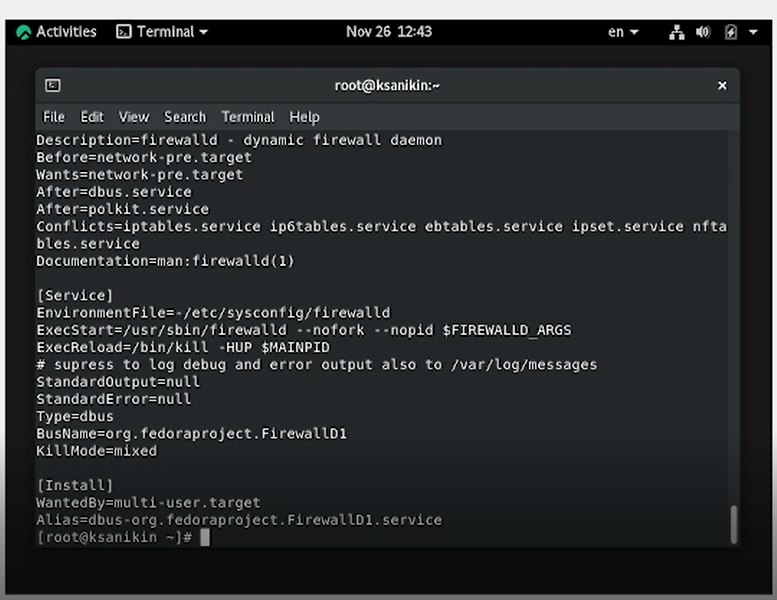 Activities Terminal Nov 26 12:43 en
root@ksanikin:~
File Edit View Search Terminal Help
Description=firewalld - dynamic firewall daemon
Before=network-pre.target
Wants=network-pre.target
After=dbus.service
After=polkit.service
Conflicts=iptables.service ip6tables.service ebtables.service ipset.service nfta
bles.service
Documentation=man:firewalld(1)

[Service]
EnvironmentFile=-/etc/sysconfig/firewalld
ExecStart=/usr/sbin/firewalld --nofork --nopid $FIREWALLD_ARGS
ExecReload=/bin/kill -HUP $MAINPID
# supress to log debug and error output also to /var/log/messages
StandardOutput=null
StandardError=null
Type=dbus
BusName=org.fedoraproject.FirewallD1
KillMode=mixed

[Install]
WantedBy=multi-user.target
Alias=dbus-org.fedoraproject.FirewallD1.service
[root@ksanikin ~]#